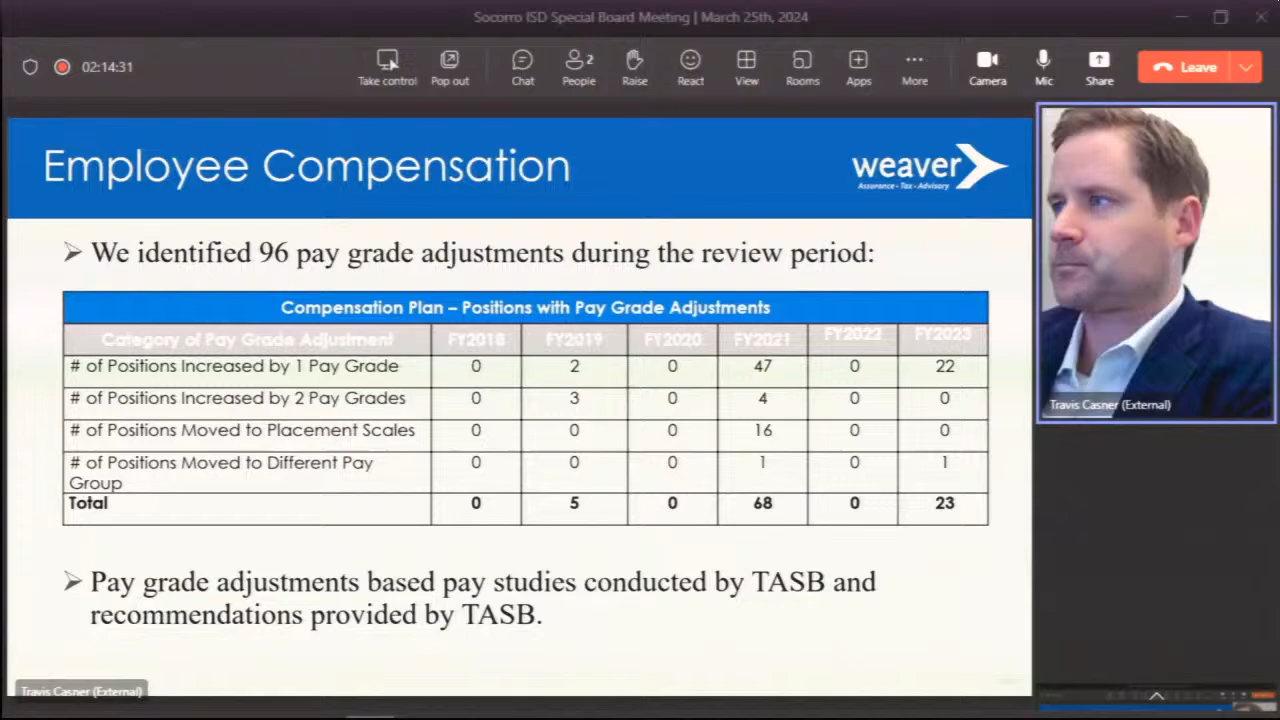 Socorro ISD Special Board Meeting | March 25th, 2024
02:14:31
Take control Pop out Chat People 2 Raise React View Rooms Apps More Camera Mic Share Leave
Employee Compensation
weaver
Assurance • Tax • Advisory
We identified 96 pay grade adjustments during the review period:
Compensation Plan – Positions with Pay Grade Adjustments
Category of Pay Grade Adjustment FY2018 FY2019 FY2020 FY2021 FY2022 FY2023
# of Positions Increased by 1 Pay Grade 0 2 0 47 0 22
# of Positions Increased by 2 Pay Grades 0 3 0 4 0 0
# of Positions Moved to Placement Scales 0 0 0 16 0 0
# of Positions Moved to Different Pay Group 0 0 0 1 0 1
Total 0 5 0 68 0 23
Pay grade adjustments based pay studies conducted by TASB and
recommendations provided by TASB.
Travis Casner (External)
Travis Casner (External)